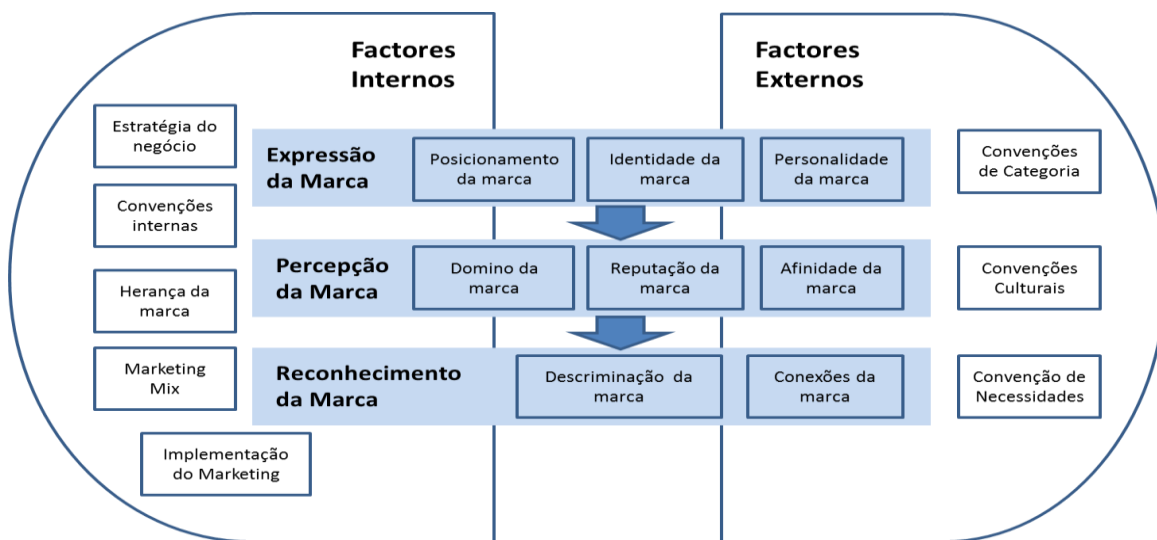 Factores
Internos
Factores
Externos
Estratégia do
negócio
Convenções
internas
Herança da
marca
Marketing
Mix
Implementação
do Marketing
Expressão
da Marca
Posicionamento
da marca
Identidade da
marca
Personalidade
da marca
Percepção
da Marca
Domino da
marca
Reputação da
marca
Afinidade da
marca
Reconhecimento
da Marca
Descriminação da
marca
Conexões da
marca
Convenções
de Categoria
Convenções
Culturais
Convenção de
Necessidades